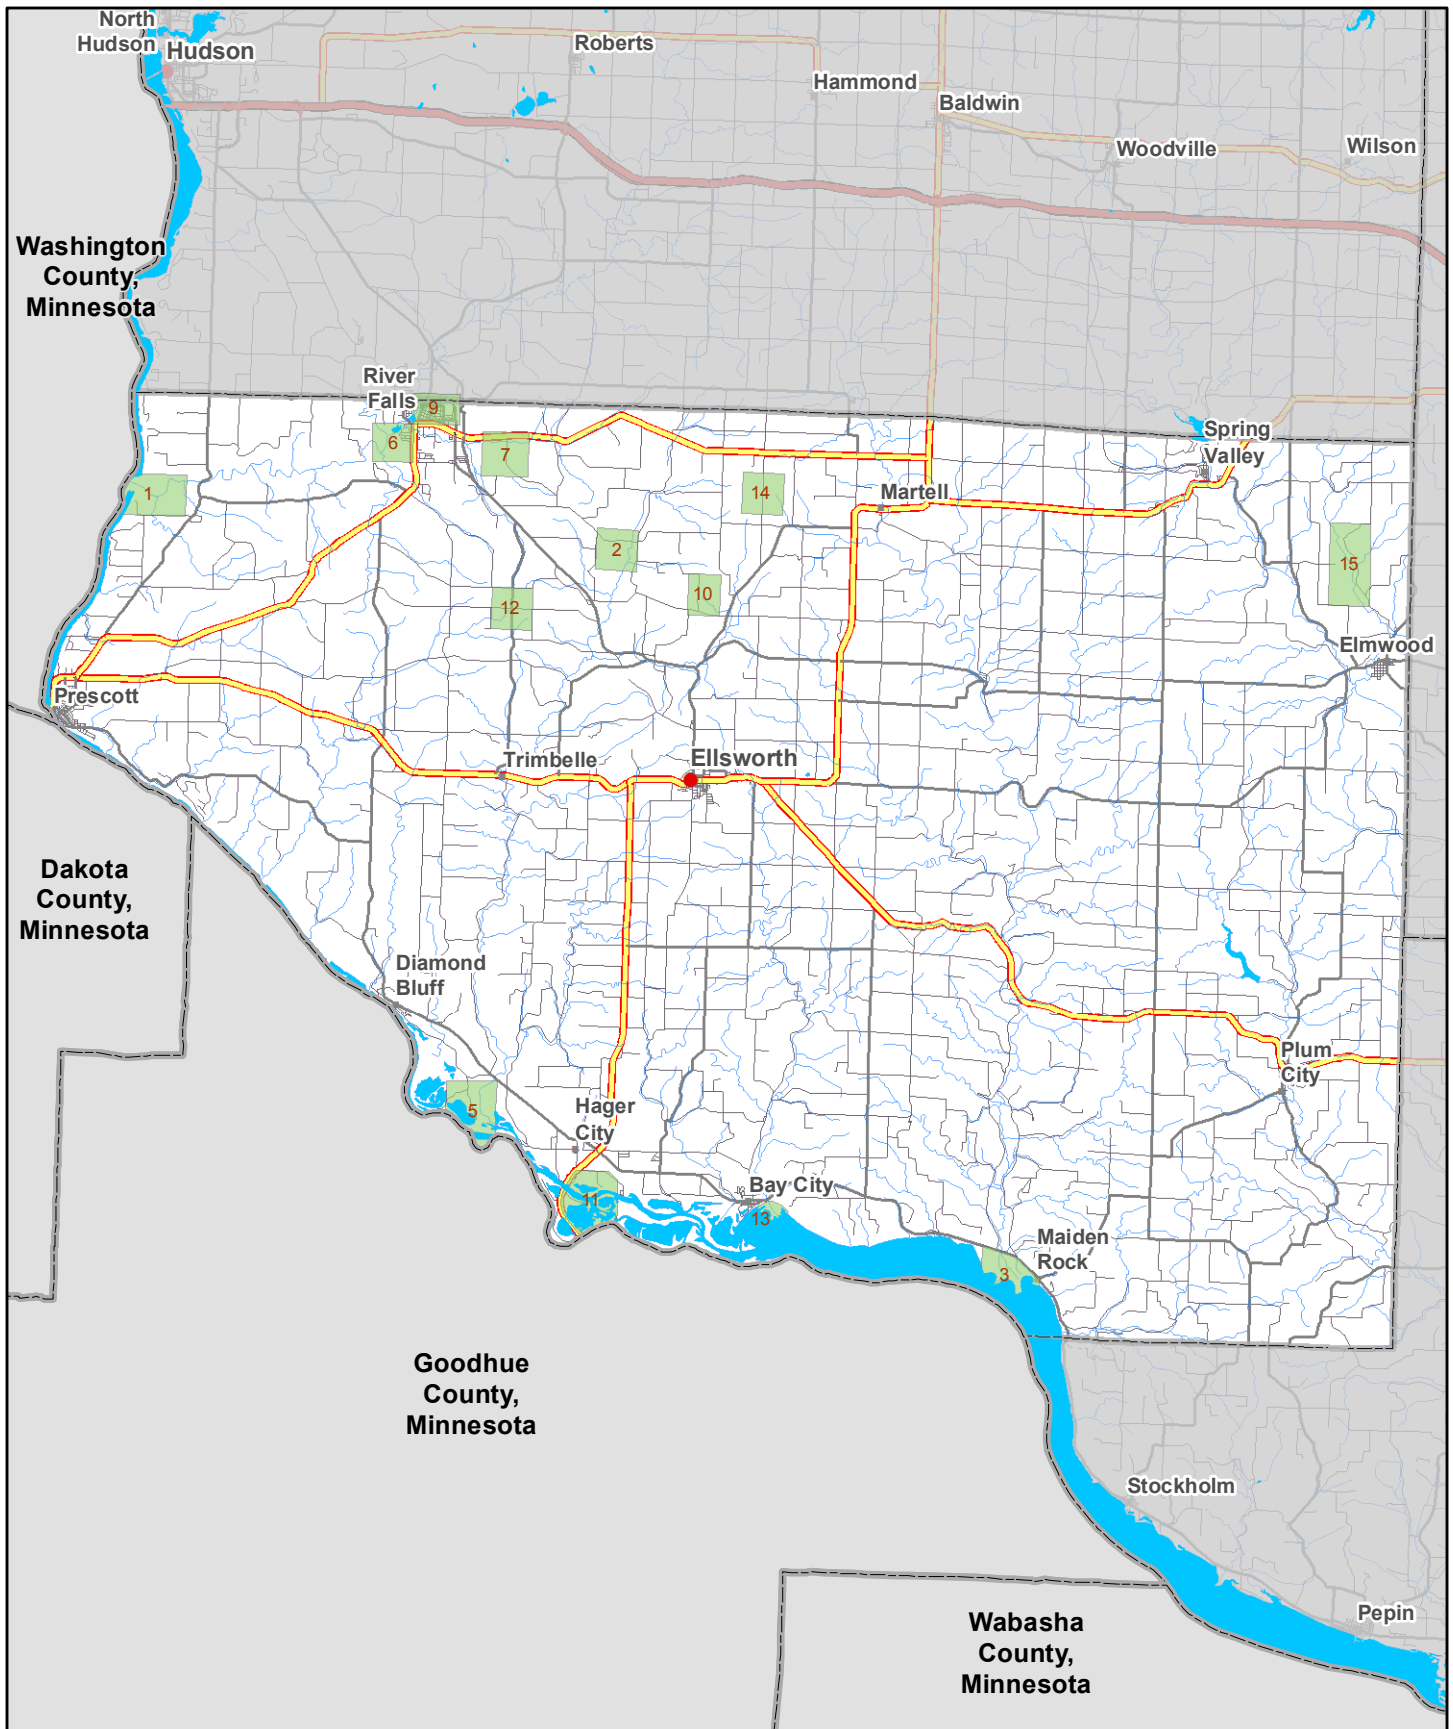 North
Hudson
Hudson
Roberts
Hammond
Baldwin
Woodville
Wilson
Washington
County,
Minnesota
River
Falls
9
6
7
Spring
Valley
1
14
Martell
2
15
10
12
Elmwood
Prescott
Trimbelle
Ellsworth
Dakota
County,
Minnesota
Diamond
Bluff
Plum
City
5
Hager
City
Bay City
11
13
Maiden
Rock
3
Goodhue
County,
Minnesota
Stockholm
Pepin
Wabasha
County,
Minnesota